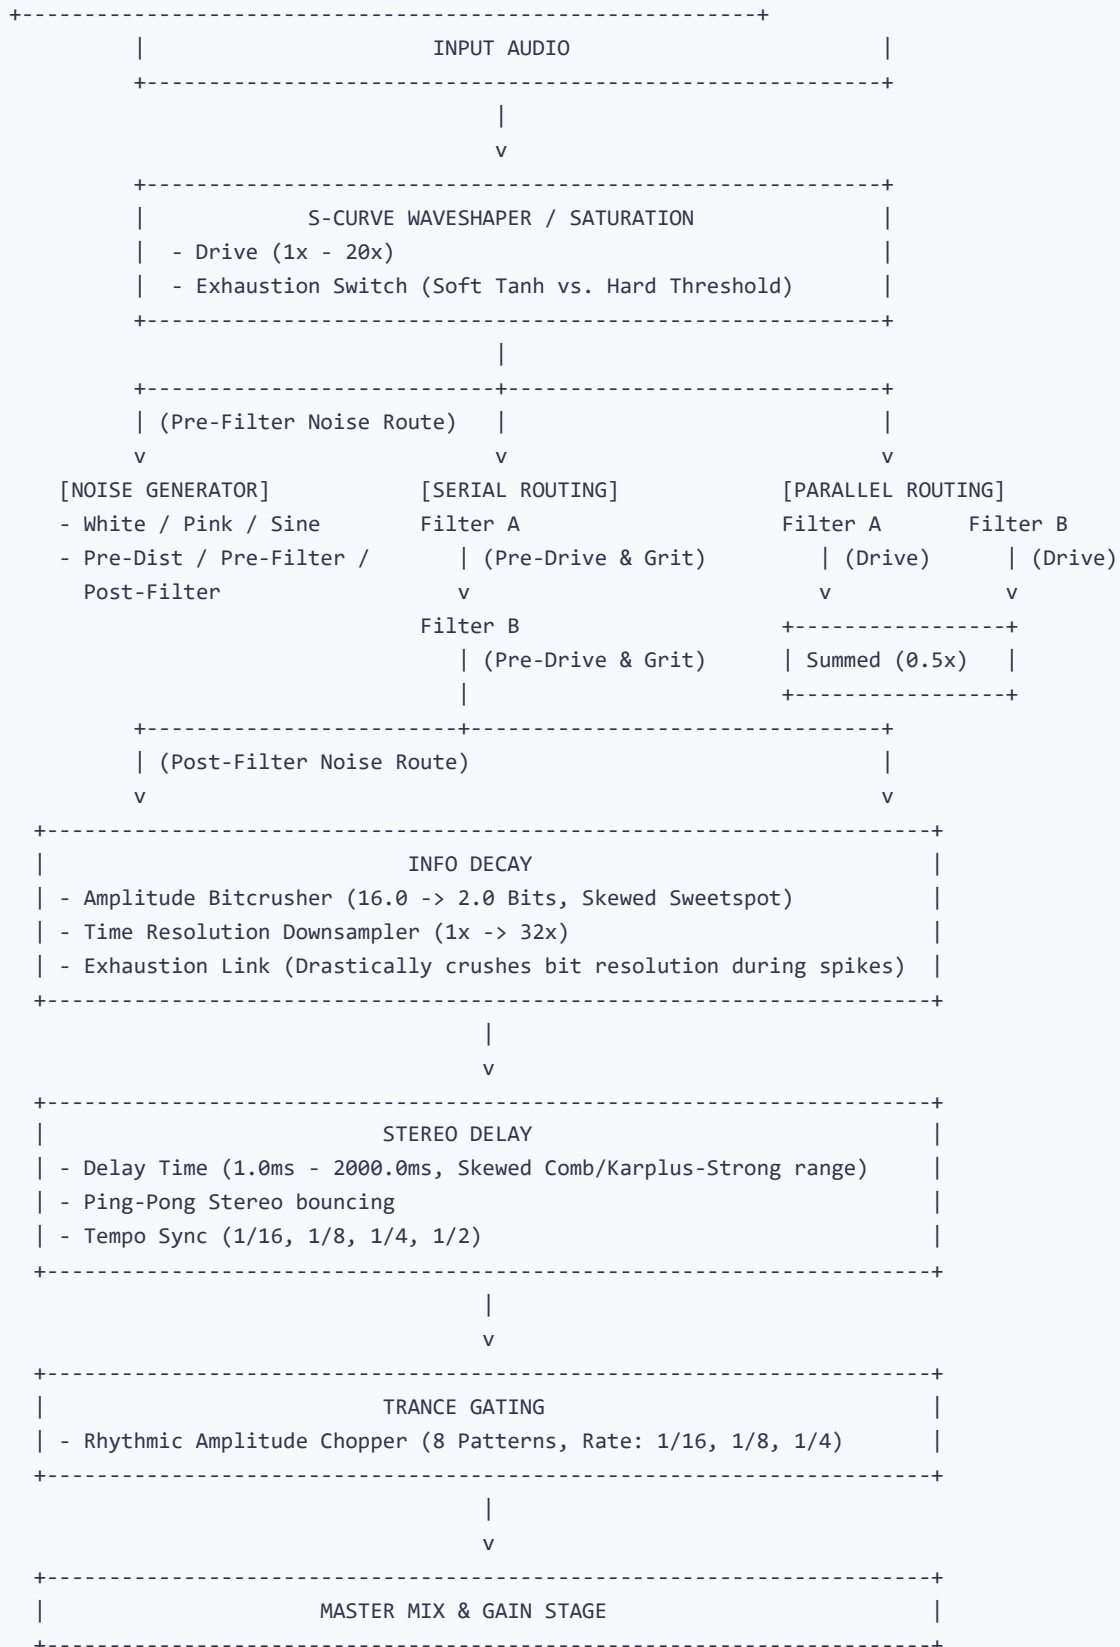 +-----------------------------------------------------------+
| INPUT AUDIO |
+-----------------------------------------------------------+
|
v
+-----------------------------------------------------------+
| S-CURVE WAVESHAPER / SATURATION |
| - Drive (1x - 20x) |
| - Exhaustion Switch (Soft Tanh vs. Hard Threshold) |
+-----------------------------------------------------------+
|
+----------------------------+------------------------------+
| (Pre-Filter Noise Route) | |
v v v
[NOISE GENERATOR] [SERIAL ROUTING] [PARALLEL ROUTING]
- White / Pink / Sine Filter A Filter A Filter B
- Pre-Dist / Pre-Filter / | (Pre-Drive & Grit) | (Drive) | (Drive)
Post-Filter v v v
Filter B +-----------------+
| (Pre-Drive & Grit) | Summed (0.5x) |
| +-----------------+
+-------------------------+---------------------------------+
| (Post-Filter Noise Route) |
v v
+-----------------------------------------------------------------------+
| INFO DECAY |
| - Amplitude Bitcrusher (16.0 -> 2.0 Bits, Skewed Sweetspot) |
| - Time Resolution Downsampler (1x -> 32x) |
| - Exhaustion Link (Drastically crushes bit resolution during spikes) |
+-----------------------------------------------------------------------+
|
v
+-----------------------------------------------------------------------+
| STEREO DELAY |
| - Delay Time (1.0ms - 2000.0ms, Skewed Comb/Karplus-Strong range) |
| - Ping-Pong Stereo bouncing |
| - Tempo Sync (1/16, 1/8, 1/4, 1/2) |
+-----------------------------------------------------------------------+
|
v
+-----------------------------------------------------------------------+
| TRANCE GATING |
| - Rhythmic Amplitude Chopper (8 Patterns, Rate: 1/16, 1/8, 1/4) |
+-----------------------------------------------------------------------+
|
v
+-----------------------------------------------------------------------+
| MASTER MIX & GAIN STAGE |
+-----------------------------------------------------------------------+